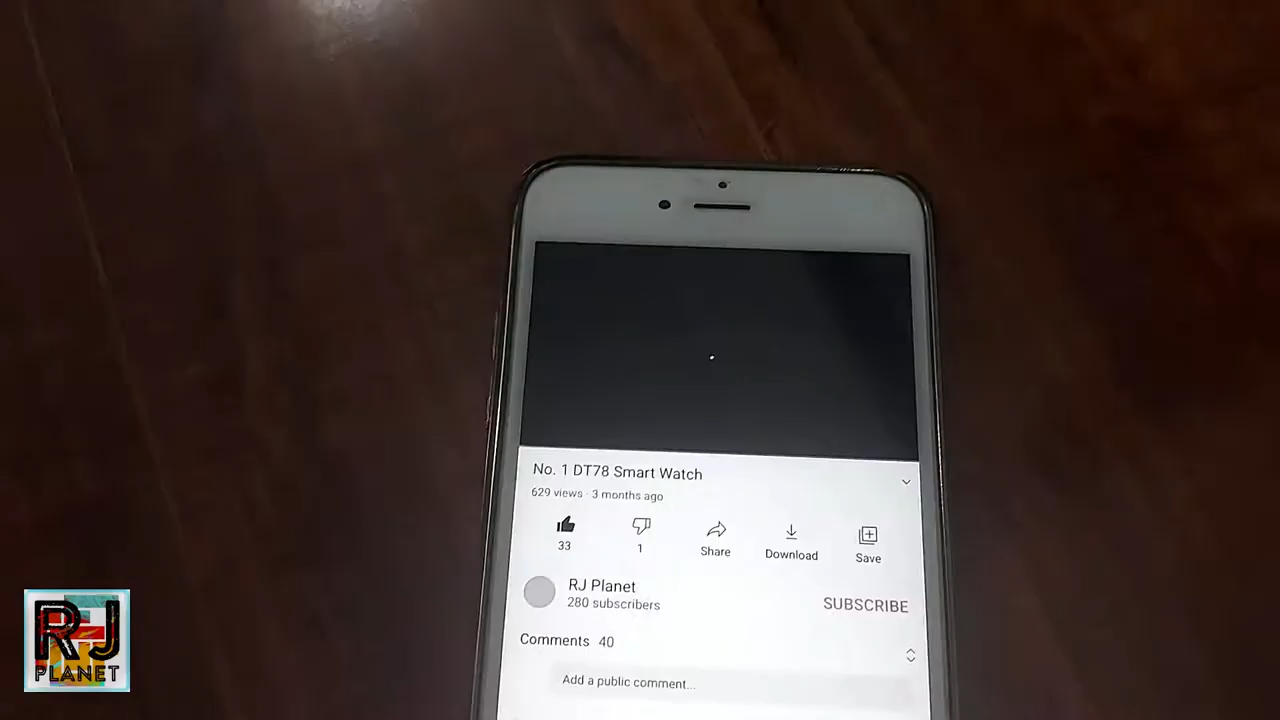 No. 1 DT78 Smart Watch
629 views · 3 months ago
33
1
Share
Download
Save
RJ Planet
280 subscribers
SUBSCRIBE
Comments 40
Add a public comment...
RJ
PLANET